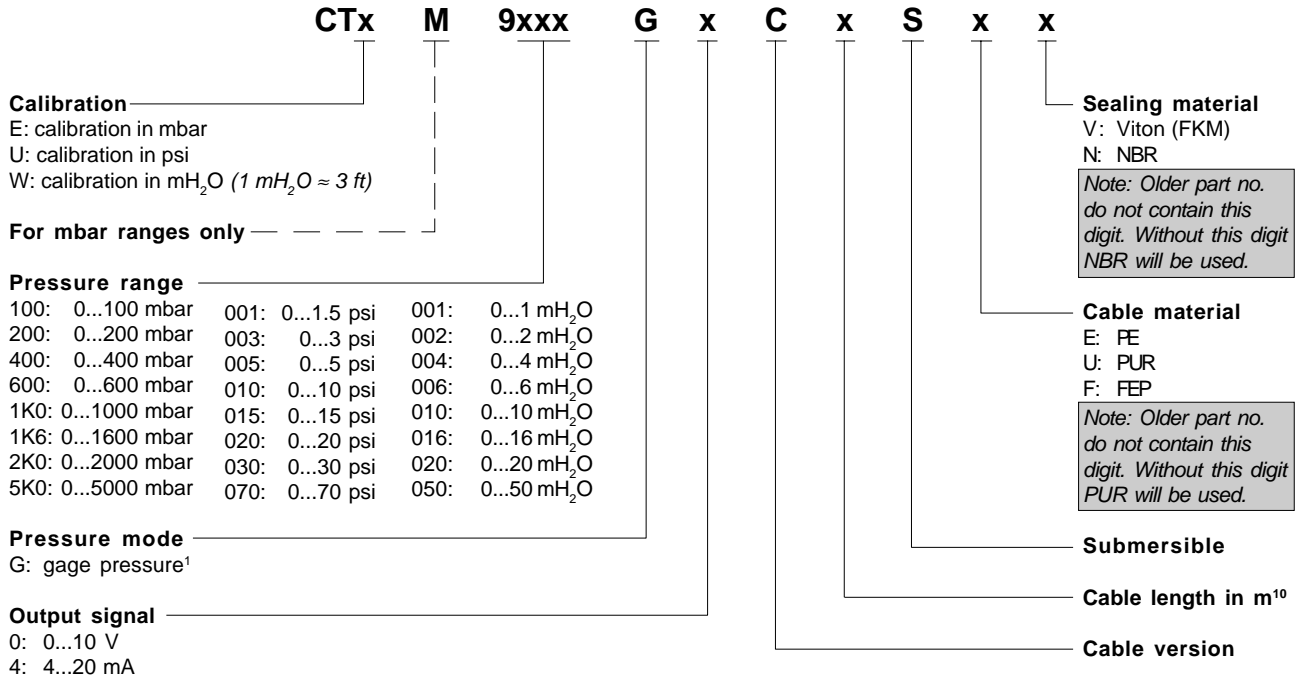 CTx M 9xxx G x C x S x x
Calibration
E: calibration in mbar
U: calibration in psi
W: calibration in mH2O (1 mH2O ≈ 3 ft)
For mbar ranges only
Pressure range
100: 0...100 mbar 001: 0...1.5 psi 001: 0...1 mH2O
200: 0...200 mbar 003: 0...3 psi 002: 0...2 mH2O
400: 0...400 mbar 005: 0...5 psi 004: 0...4 mH2O
600: 0...600 mbar 010: 0...10 psi 006: 0...6 mH2O
1K0: 0...1000 mbar 015: 0...15 psi 010: 0...10 mH2O
1K6: 0...1600 mbar 020: 0...20 psi 016: 0...16 mH2O
2K0: 0...2000 mbar 030: 0...30 psi 020: 0...20 mH2O
5K0: 0...5000 mbar 070: 0...70 psi 050: 0...50 mH2O
Pressure mode
G: gage pressure1
Output signal
0: 0...10 V
4: 4...20 mA
Sealing material
V: Viton (FKM)
N: NBR
Note: Older part no.
do not contain this
digit. Without this digit
NBR will be used.
Cable material
E: PE
U: PUR
F: FEP
Note: Older part no.
do not contain this
digit. Without this digit
PUR will be used.
Submersible
Cable length in m10
Cable version